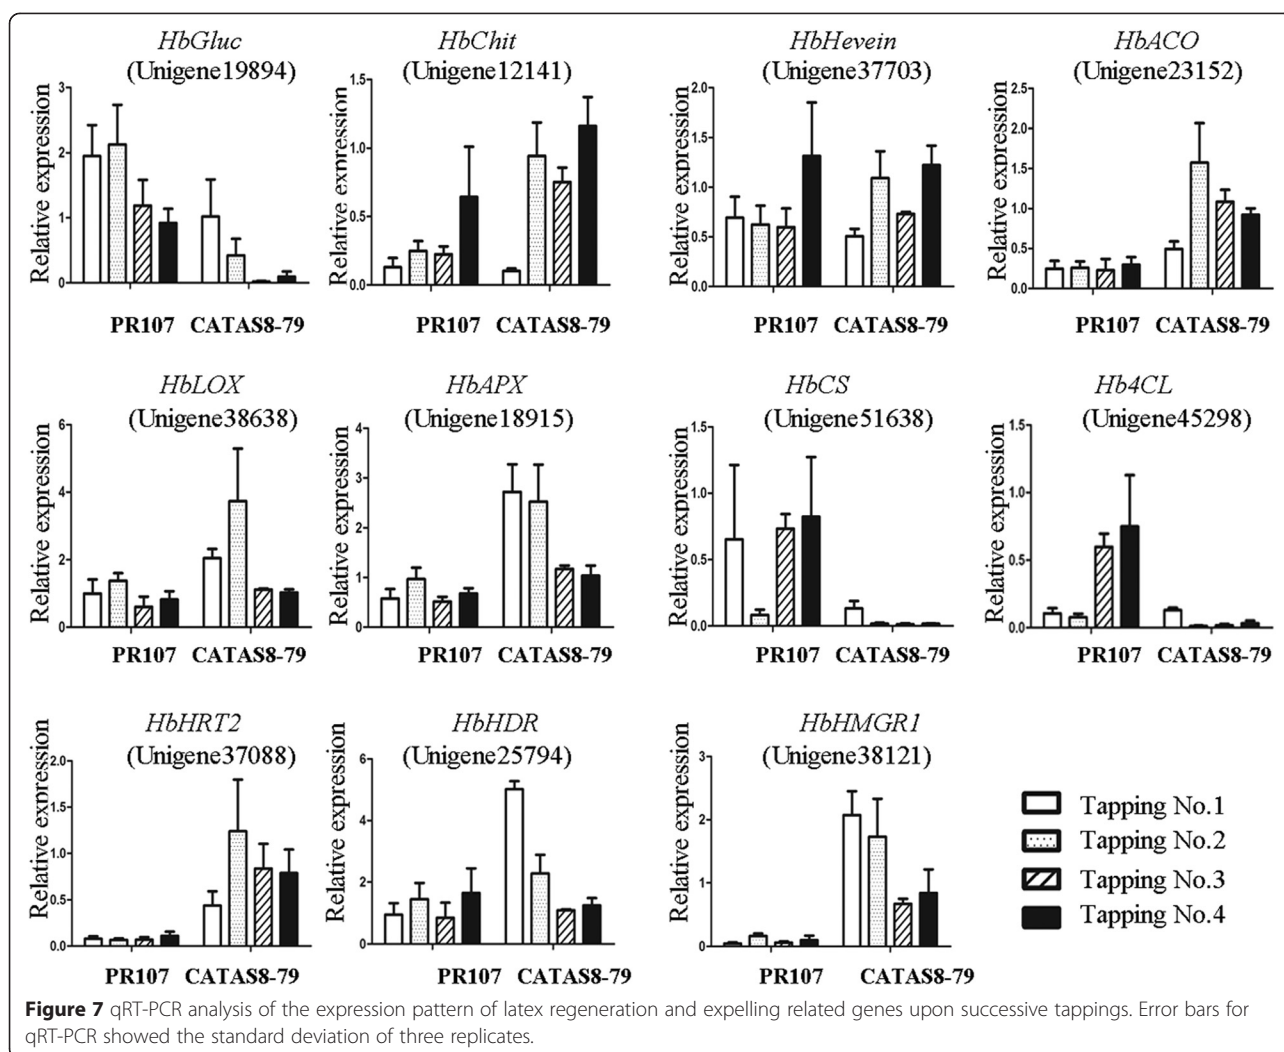 HbGluc
(Unigene19894)
Relative expression
3
2
1
0
PR107 CATAS8-79
HbChit
(Unigene12141)
Relative expression
1.5
1.0
0.5
0.0
PR107 CATAS8-79
HbHevein
(Unigene37703)
Relative expression
2.0
1.5
1.0
0.5
0.0
PR107 CATAS8-79
HbACO
(Unigene23152)
Relative expression
2.5
2.0
1.5
1.0
0.5
0.0
PR107 CATAS8-79
HbLOX
(Unigene38638)
Relative expression
6
4
2
0
PR107 CATAS8-79
HbAPX
(Unigene18915)
Relative expression
4
3
2
1
0
PR107 CATAS8-79
HbCS
(Unigene51638)
Relative expression
1.5
1.0
0.5
0.0
PR107 CATAS8-79
Hb4CL
(Unigene45298)
Relative expression
1.5
1.0
0.5
0.0
PR107 CATAS8-79
HbHRT2
(Unigene37088)
Relative expression
2.0
1.5
1.0
0.5
0.0
PR107 CATAS8-79
HbHDR
(Unigene25794)
Relative expression
6
4
2
0
PR107 CATAS8-79
HbHMGR1
(Unigene38121)
Relative expression
3
2
1
0
PR107 CATAS8-79
Tapping No.1
Tapping No.2
Tapping No.3
Tapping No.4
Figure 7 qRT-PCR analysis of the expression pattern of latex regeneration and expelling related genes upon successive tappings. Error bars for
qRT-PCR showed the standard deviation of three replicates.